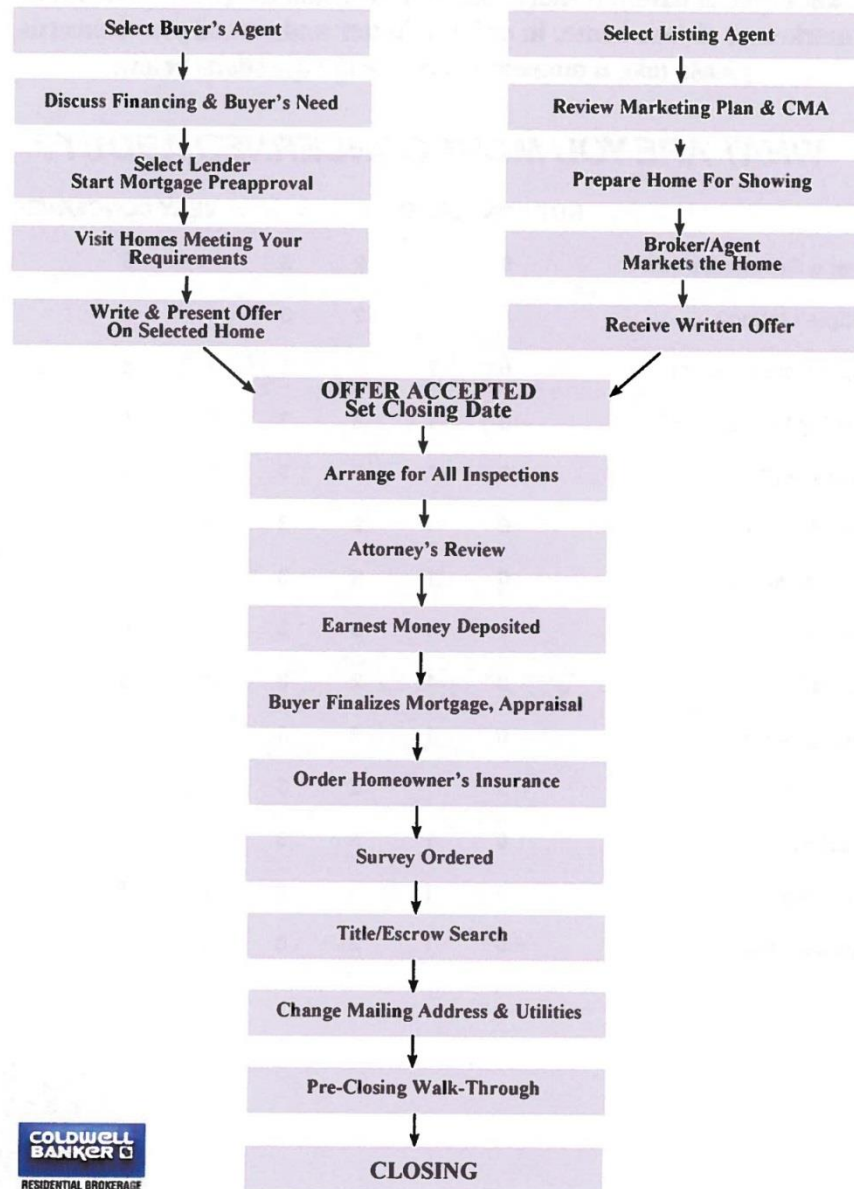 Select Buyer's Agent
Discuss Financing & Buyer's Need
Select Lender
Start Mortgage Preapproval
Visit Homes Meeting Your
Requirements
Write & Present Offer
On Selected Home
Select Listing Agent
Review Marketing Plan & CMA
Prepare Home For Showing
Broker/Agent
Markets the Home
Receive Written Offer
OFFER ACCEPTED
Set Closing Date
Arrange for All Inspections
Attorney's Review
Earnest Money Deposited
Buyer Finalizes Mortgage, Appraisal
Order Homeowner's Insurance
Survey Ordered
Title/Escrow Search
Change Mailing Address & Utilities
Pre-Closing Walk-Through
CLOSING
COLDWELL
BANKER
RESIDENTIAL BROKERAGE